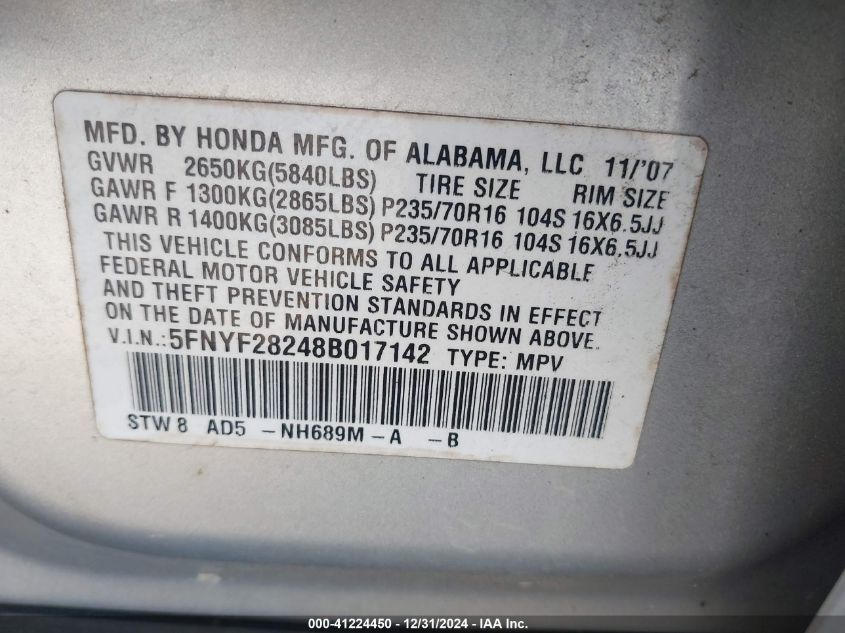 MFD. BY HONDA MFG. OF ALABAMA, LLC 11/'07
GVWR 2650KG(5840LBS) TIRE SIZE RIM SIZE
GAWR F 1300KG(2865LBS) P235/70R16 104S 16X6.5JJ
GAWR R 1400KG(3085LBS) P235/70R16 104S 16X6.5JJ
THIS VEHICLE CONFORMS TO ALL APPLICABLE
FEDERAL MOTOR VEHICLE SAFETY
AND THEFT PREVENTION STANDARDS IN EFFECT
ON THE DATE OF MANUFACTURE SHOWN ABOVE.
V.I.N.: 5FNYF28248B017142 TYPE: MPV
STW 8 AD5 -NH689M-A -B
000-41224450 - 12/31/2024 - IAA Inc.